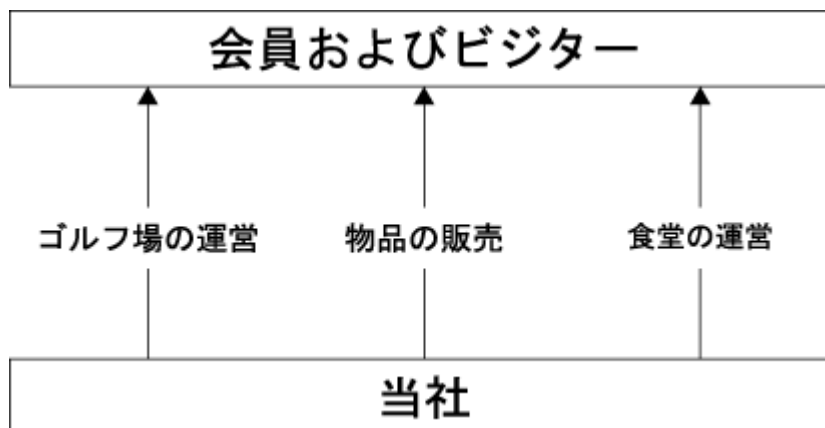 会員およびビジター
ゴルフ場の運営
物品の販売
食堂の運営
当社